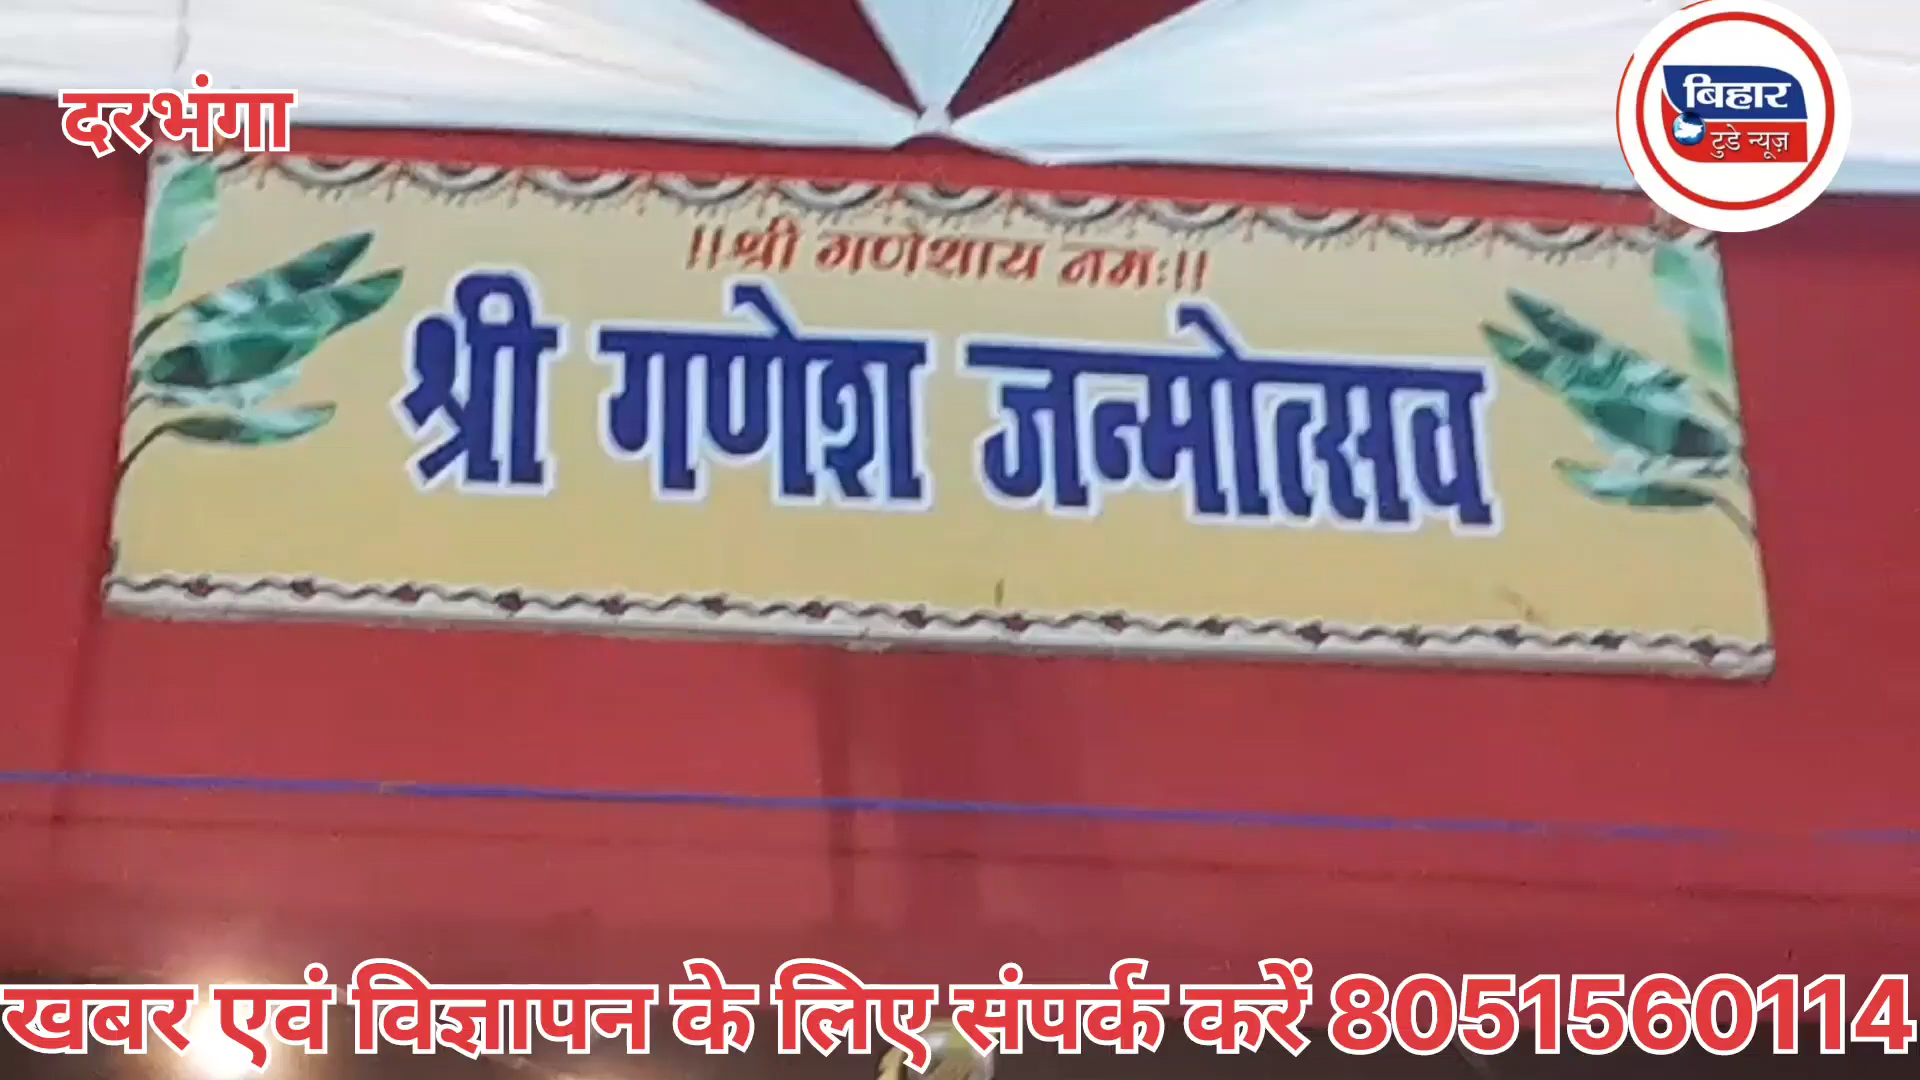 दरभंगा
बिहार
टुडे न्यूज़
।।श्री गणेशाय नमः।।
श्री गणेश जन्मोत्सव
खबर एवं विज्ञापन के लिए संपर्क करें 8051560114